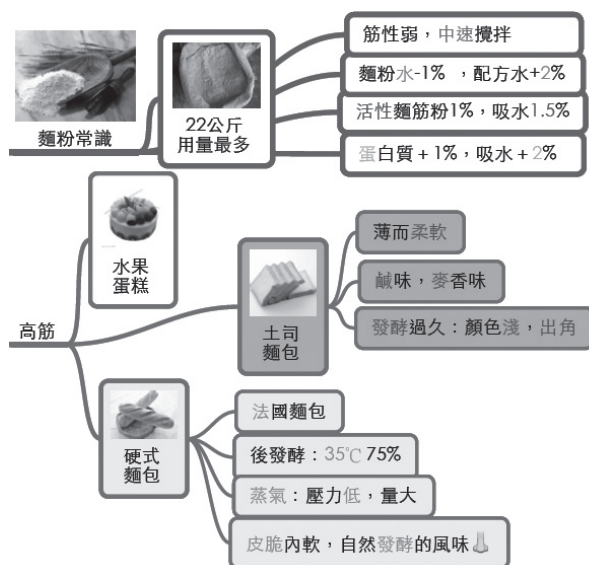 麵粉常識
22公斤
用量最多
筋性弱，中速攪拌
麵粉水-1%，配方水+2%
活性麵筋粉1%，吸水1.5%
蛋白質+1%，吸水+2%
高筋
水果
蛋糕
土司
麵包
薄而柔軟
鹹味，麥香味
發酵過久：顏色淺，出角
硬式
麵包
法國麵包
後發酵：35℃ 75%
蒸氣：壓力低，量大
皮脆內軟，自然發酵的風味